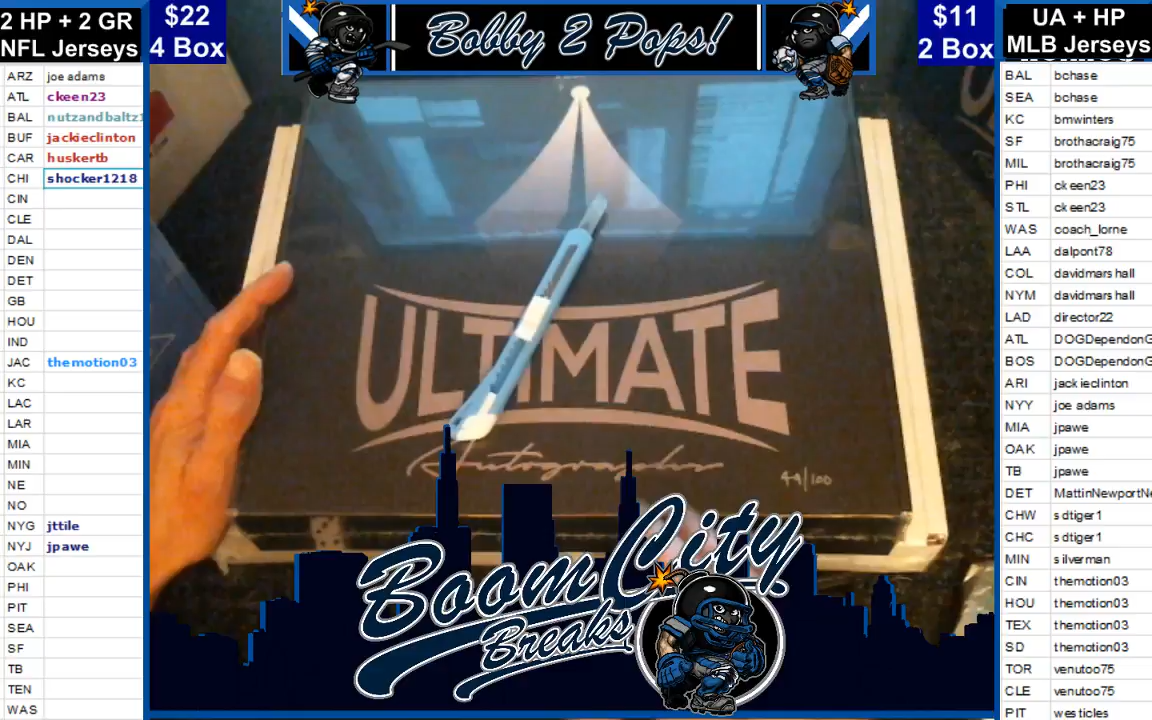 2 HP + 2 GR
NFL Jerseys
$22
4 Box
Bobby 2 Pops!
$11
2 Box
UA + HP
MLB Jerseys
ARZ joe adams
ATL ckeen23
BAL nutzandbaltz1
BUF jackieclinton
CAR huskertb
CHI shocker1218
CIN
CLE
DAL
DEN
DET
GB
HOU
IND
JAC themotion03
KC
LAC
LAR
MIA
MIN
NE
NO
NYG jttile
NYJ jpawe
OAK
PHI
PIT
SEA
SF
TB
TEN
WAS
ULTIMATE
Autographs
44/100
Boom City
Breaks
BAL bchase
SEA bchase
KC bmwinters
SF brothacraig75
MIL brothacraig75
PHI ckeen23
STL ckeen23
WAS coach_lorne
LAA dalpont78
COL davidmarshall
NYM davidmarshall
LAD director22
ATL DOGDependonG
BOS DOGDependonG
ARI jackieclinton
NYY joe adams
MIA jpawe
OAK jpawe
TB jpawe
DET MattinNewportNe
CHW sdtiger1
CHC sdtiger1
MIN silverman
CIN themotion03
HOU themotion03
TEX themotion03
SD themotion03
TOR venutoo75
CLE venutoo75
PIT westicles